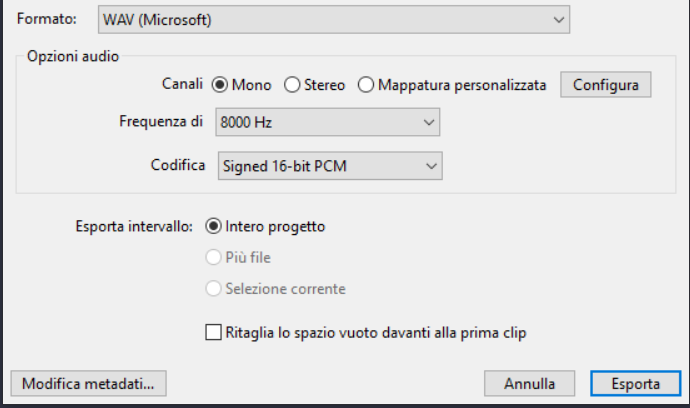 Formato: WAV (Microsoft)
Opzioni audio
Canali Mono Stereo Mappatura personalizzata Configura
Frequenza di 8000 Hz
Codifica Signed 16-bit PCM
Esporta intervallo: Intero progetto
Più file
Selezione corrente
Ritaglia lo spazio vuoto davanti alla prima clip
Modifica metadati... Annulla Esporta